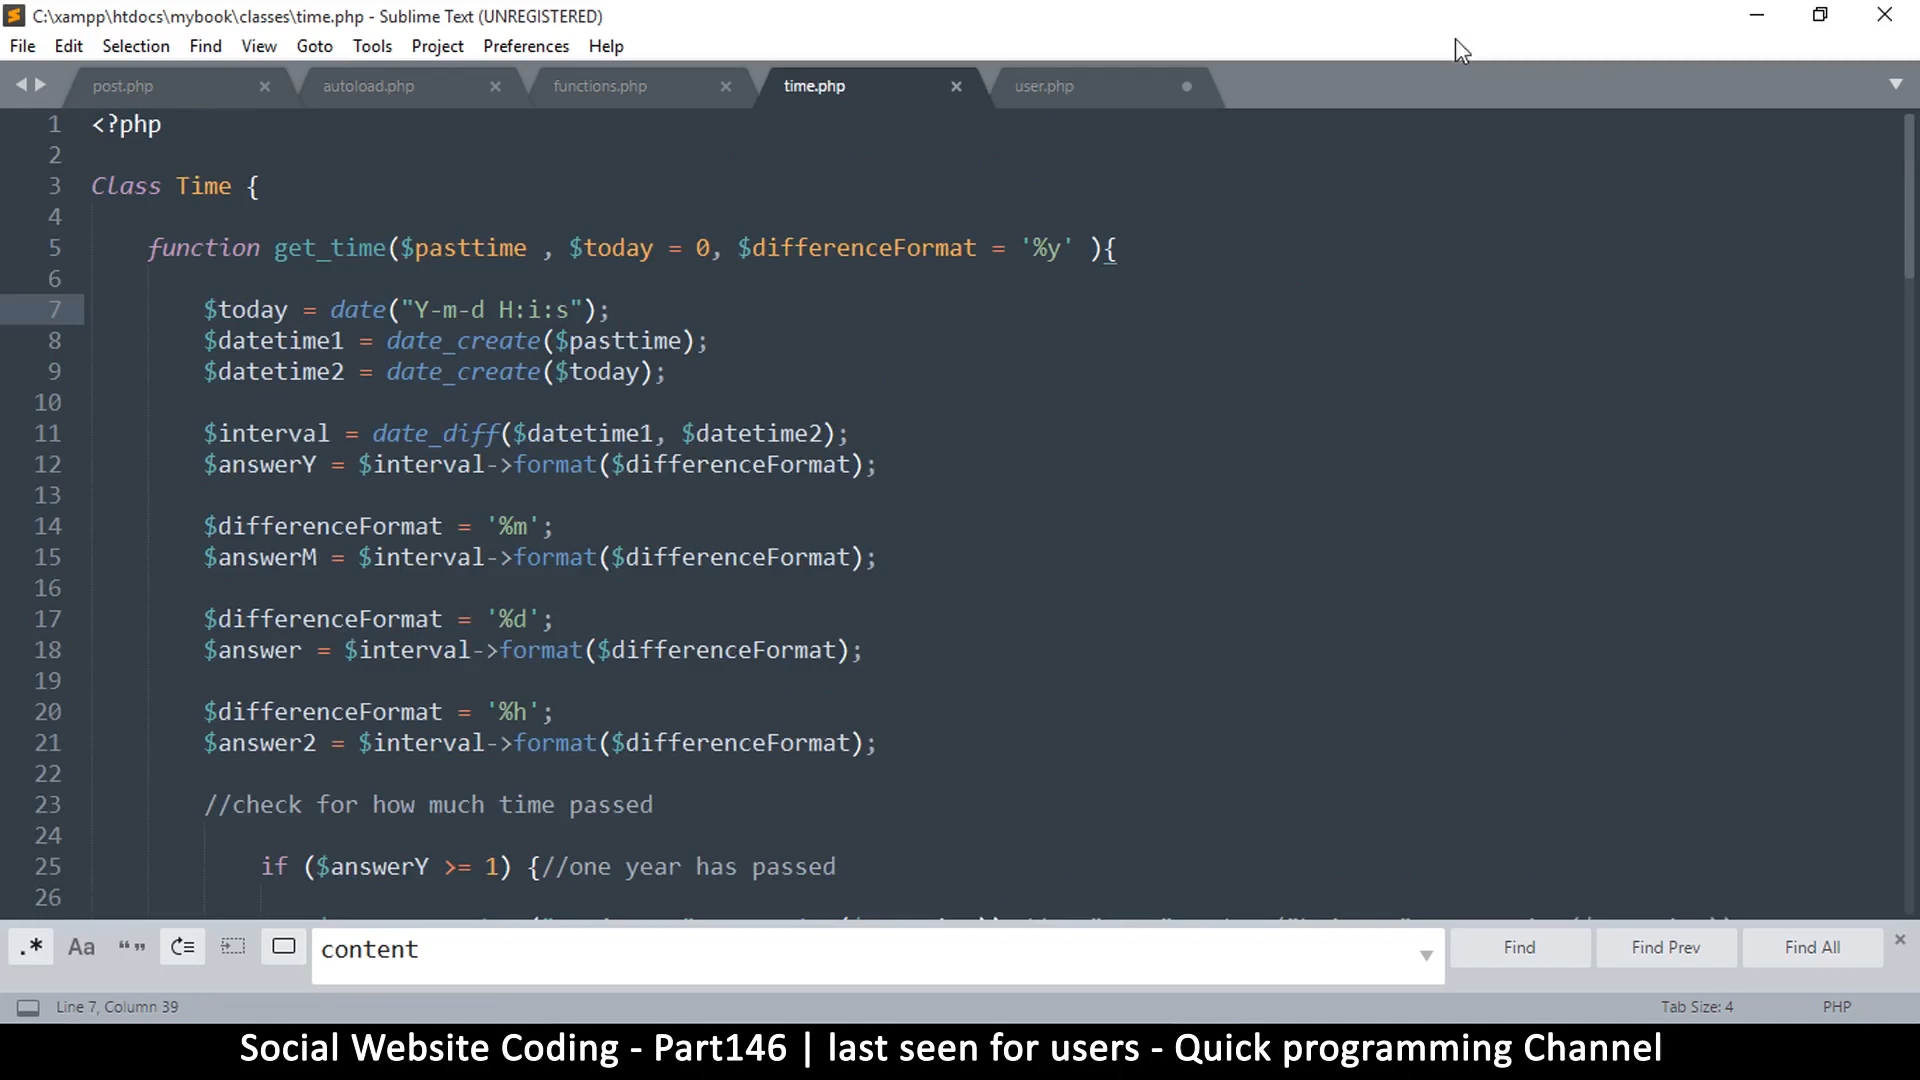 C:\xampp\htdocs\mybook\classes\time.php - Sublime Text (UNREGISTERED)
File Edit Selection Find View Goto Tools Project Preferences Help
post.php autoload.php functions.php time.php user.php
1 <?php
2
3 Class Time {
4
5 function get_time($pasttime , $today = 0, $differenceFormat = '%y' ){
6
7 $today = date("Y-m-d H:i:s");
8 $datetime1 = date_create($pasttime);
9 $datetime2 = date_create($today);
10
11 $interval = date_diff($datetime1, $datetime2);
12 $answerY = $interval->format($differenceFormat);
13
14 $differenceFormat = '%m';
15 $answerM = $interval->format($differenceFormat);
16
17 $differenceFormat = '%d';
18 $answer = $interval->format($differenceFormat);
19
20 $differenceFormat = '%h';
21 $answer2 = $interval->format($differenceFormat);
22
23 //check for how much time passed
24
25 if ($answerY >= 1) {//one year has passed
26
.* Aa “” content Find Find Prev Find All
Line 7, Column 39 Tab Size: 4 PHP
Social Website Coding - Part146 | last seen for users - Quick programming Channel